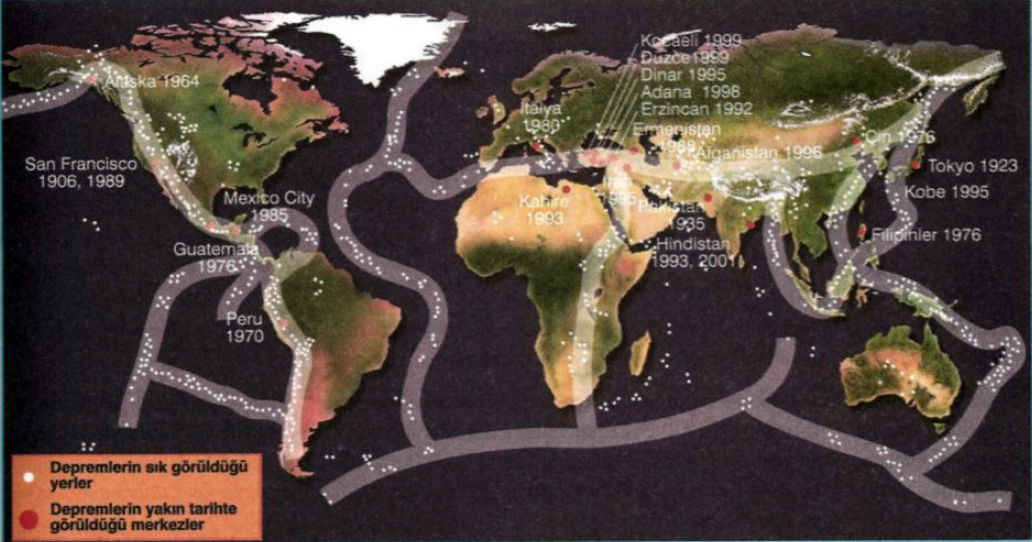 Kocaeli 1999
Düzce 1999
Dinar 1995
Adana 1998
Erzincan 1992
Alaska 1964
İtalya
1980
Ermenistan
1988
Afganistan 1996
Çin 1976
San Francisco
1906, 1989
Tokyo 1923
Mexico City
1985
Kobe 1995
Kahire
1993
İran
Pakistan
1935
Guatemala
1976
Hindistan
1993, 2001
Filipinler 1976
Peru
1970
Depremlerin sık görüldüğü
yerler
Depremlerin yakın tarihte
görüldüğü merkezler